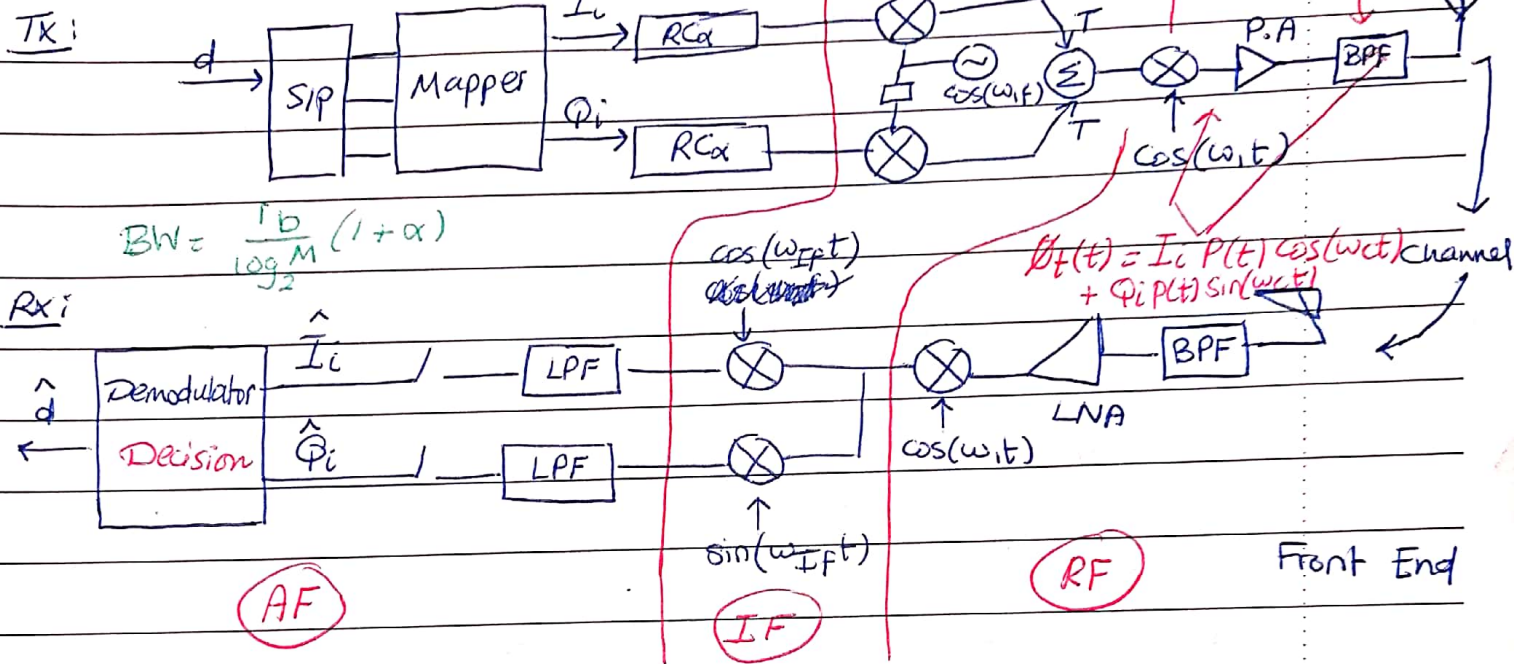 Tx:
d
S/P
Mapper
Ii
RCα
Qi
RCα
cos(ωIF)
T
Σ
T
cos(ω1t)
P.A
BPF
BW = rb / log2 M (1+α)
Øt(t) = Ii P(t) cos(ωct)
+ Qi P(t) sin(ωct)
Channel
Rx:
d̂
Demodulator
Decision
Îi
Q̂i
LPF
LPF
cos(ωIFt)
sin(ωIFt)
cos(ω1t)
LNA
BPF
AF
IF
RF
Front End